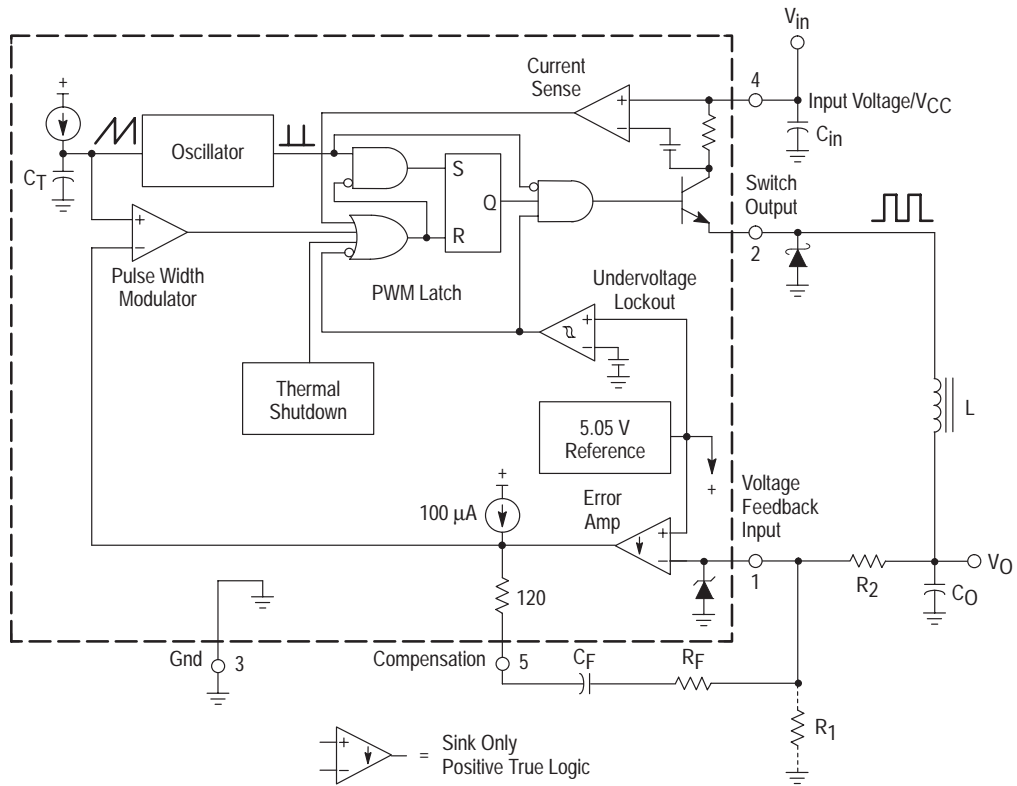 Vin
Current
Sense
4
Input Voltage/VCC
Cin
+
Oscillator
CT
+
−
S
Q
R
Switch
Output
2
+
−
Pulse Width
Modulator
PWM Latch
Undervoltage
Lockout
+
−
Thermal
Shutdown
5.05 V
Reference
L
+
Voltage
Feedback
Input
+
100 µA
Error
Amp
+
−
1
R2
VO
CO
120
Gnd
3
Compensation
5
CF
RF
R1
+
−
= Sink Only
Positive True Logic